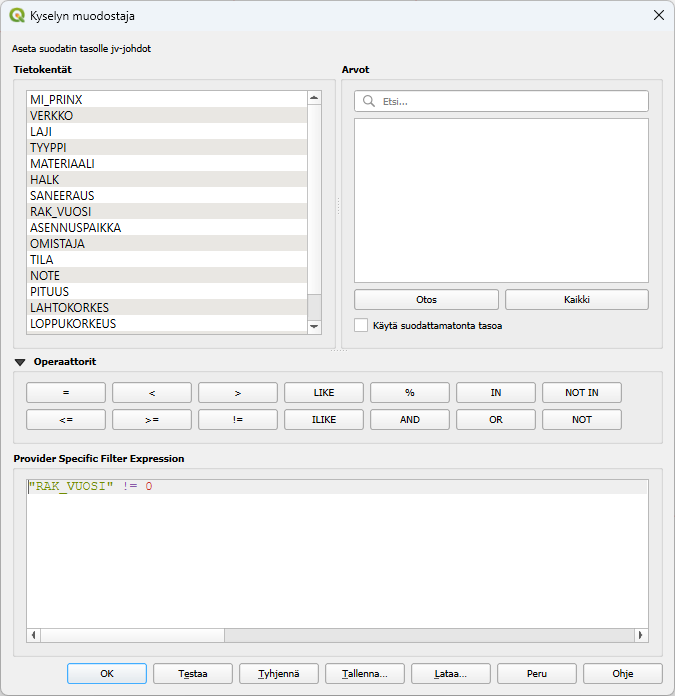 Kyselyn muodostaja
Aseta suodatin tasolle jv-johdot
Tietokentät
MI_PRINX
VERKKO
LAJI
TYYPPI
MATERIAALI
HALK
SANEERAUS
RAK_VUOSI
ASENNUSPAIKKA
OMISTAJA
TILA
NOTE
PITUUS
LAHTOKORKES
LOPPUKORKEUS
Arvot
Etsi...
Otos Kaikki
Käytä suodattamatonta tasoa
Operaattorit
= < > LIKE % IN NOT IN
<= >= != ILIKE AND OR NOT
Provider Specific Filter Expression
"RAK_VUOSI" != 0
OK Testaa Tyhjennä Tallenna... Lataa... Peru Ohje